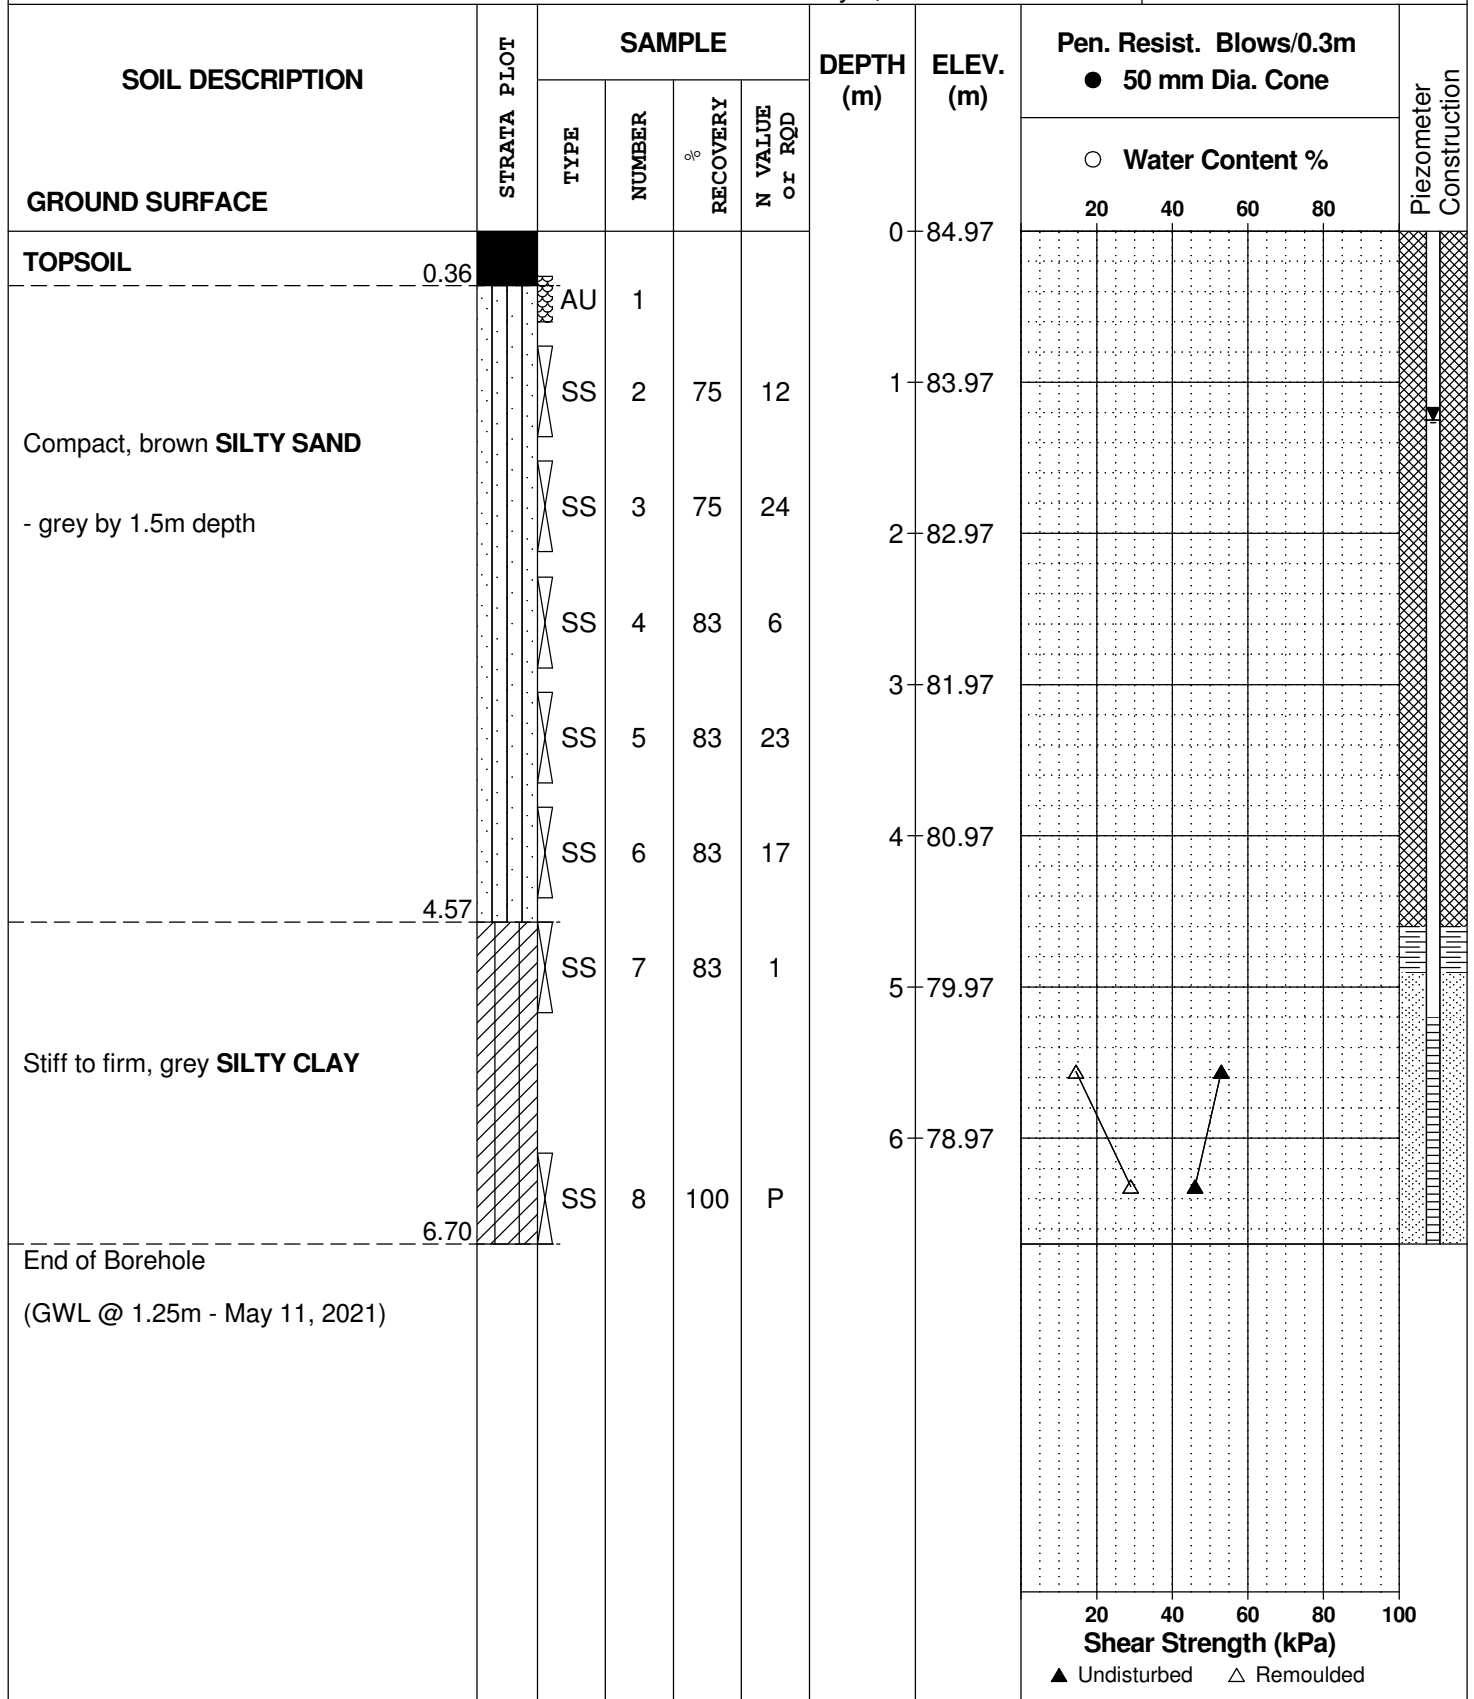 SOIL DESCRIPTION
GROUND SURFACE
STRATA PLOT
SAMPLE
TYPE
NUMBER
% RECOVERY
N VALUE or RQD
DEPTH (m)
ELEV. (m)
Pen. Resist. Blows/0.3m
● 50 mm Dia. Cone
○ Water Content %
20 40 60 80
Piezometer Construction
0 84.97
TOPSOIL
0.36
AU 1
SS 2 75 12
1 83.97
Compact, brown SILTY SAND
SS 3 75 24
- grey by 1.5m depth
2 82.97
SS 4 83 6
3 81.97
SS 5 83 23
4 80.97
SS 6 83 17
4.57
SS 7 83 1
5 79.97
Stiff to firm, grey SILTY CLAY
6 78.97
SS 8 100 P
6.70
End of Borehole
(GWL @ 1.25m - May 11, 2021)
20 40 60 80 100
Shear Strength (kPa)
▲ Undisturbed △ Remoulded